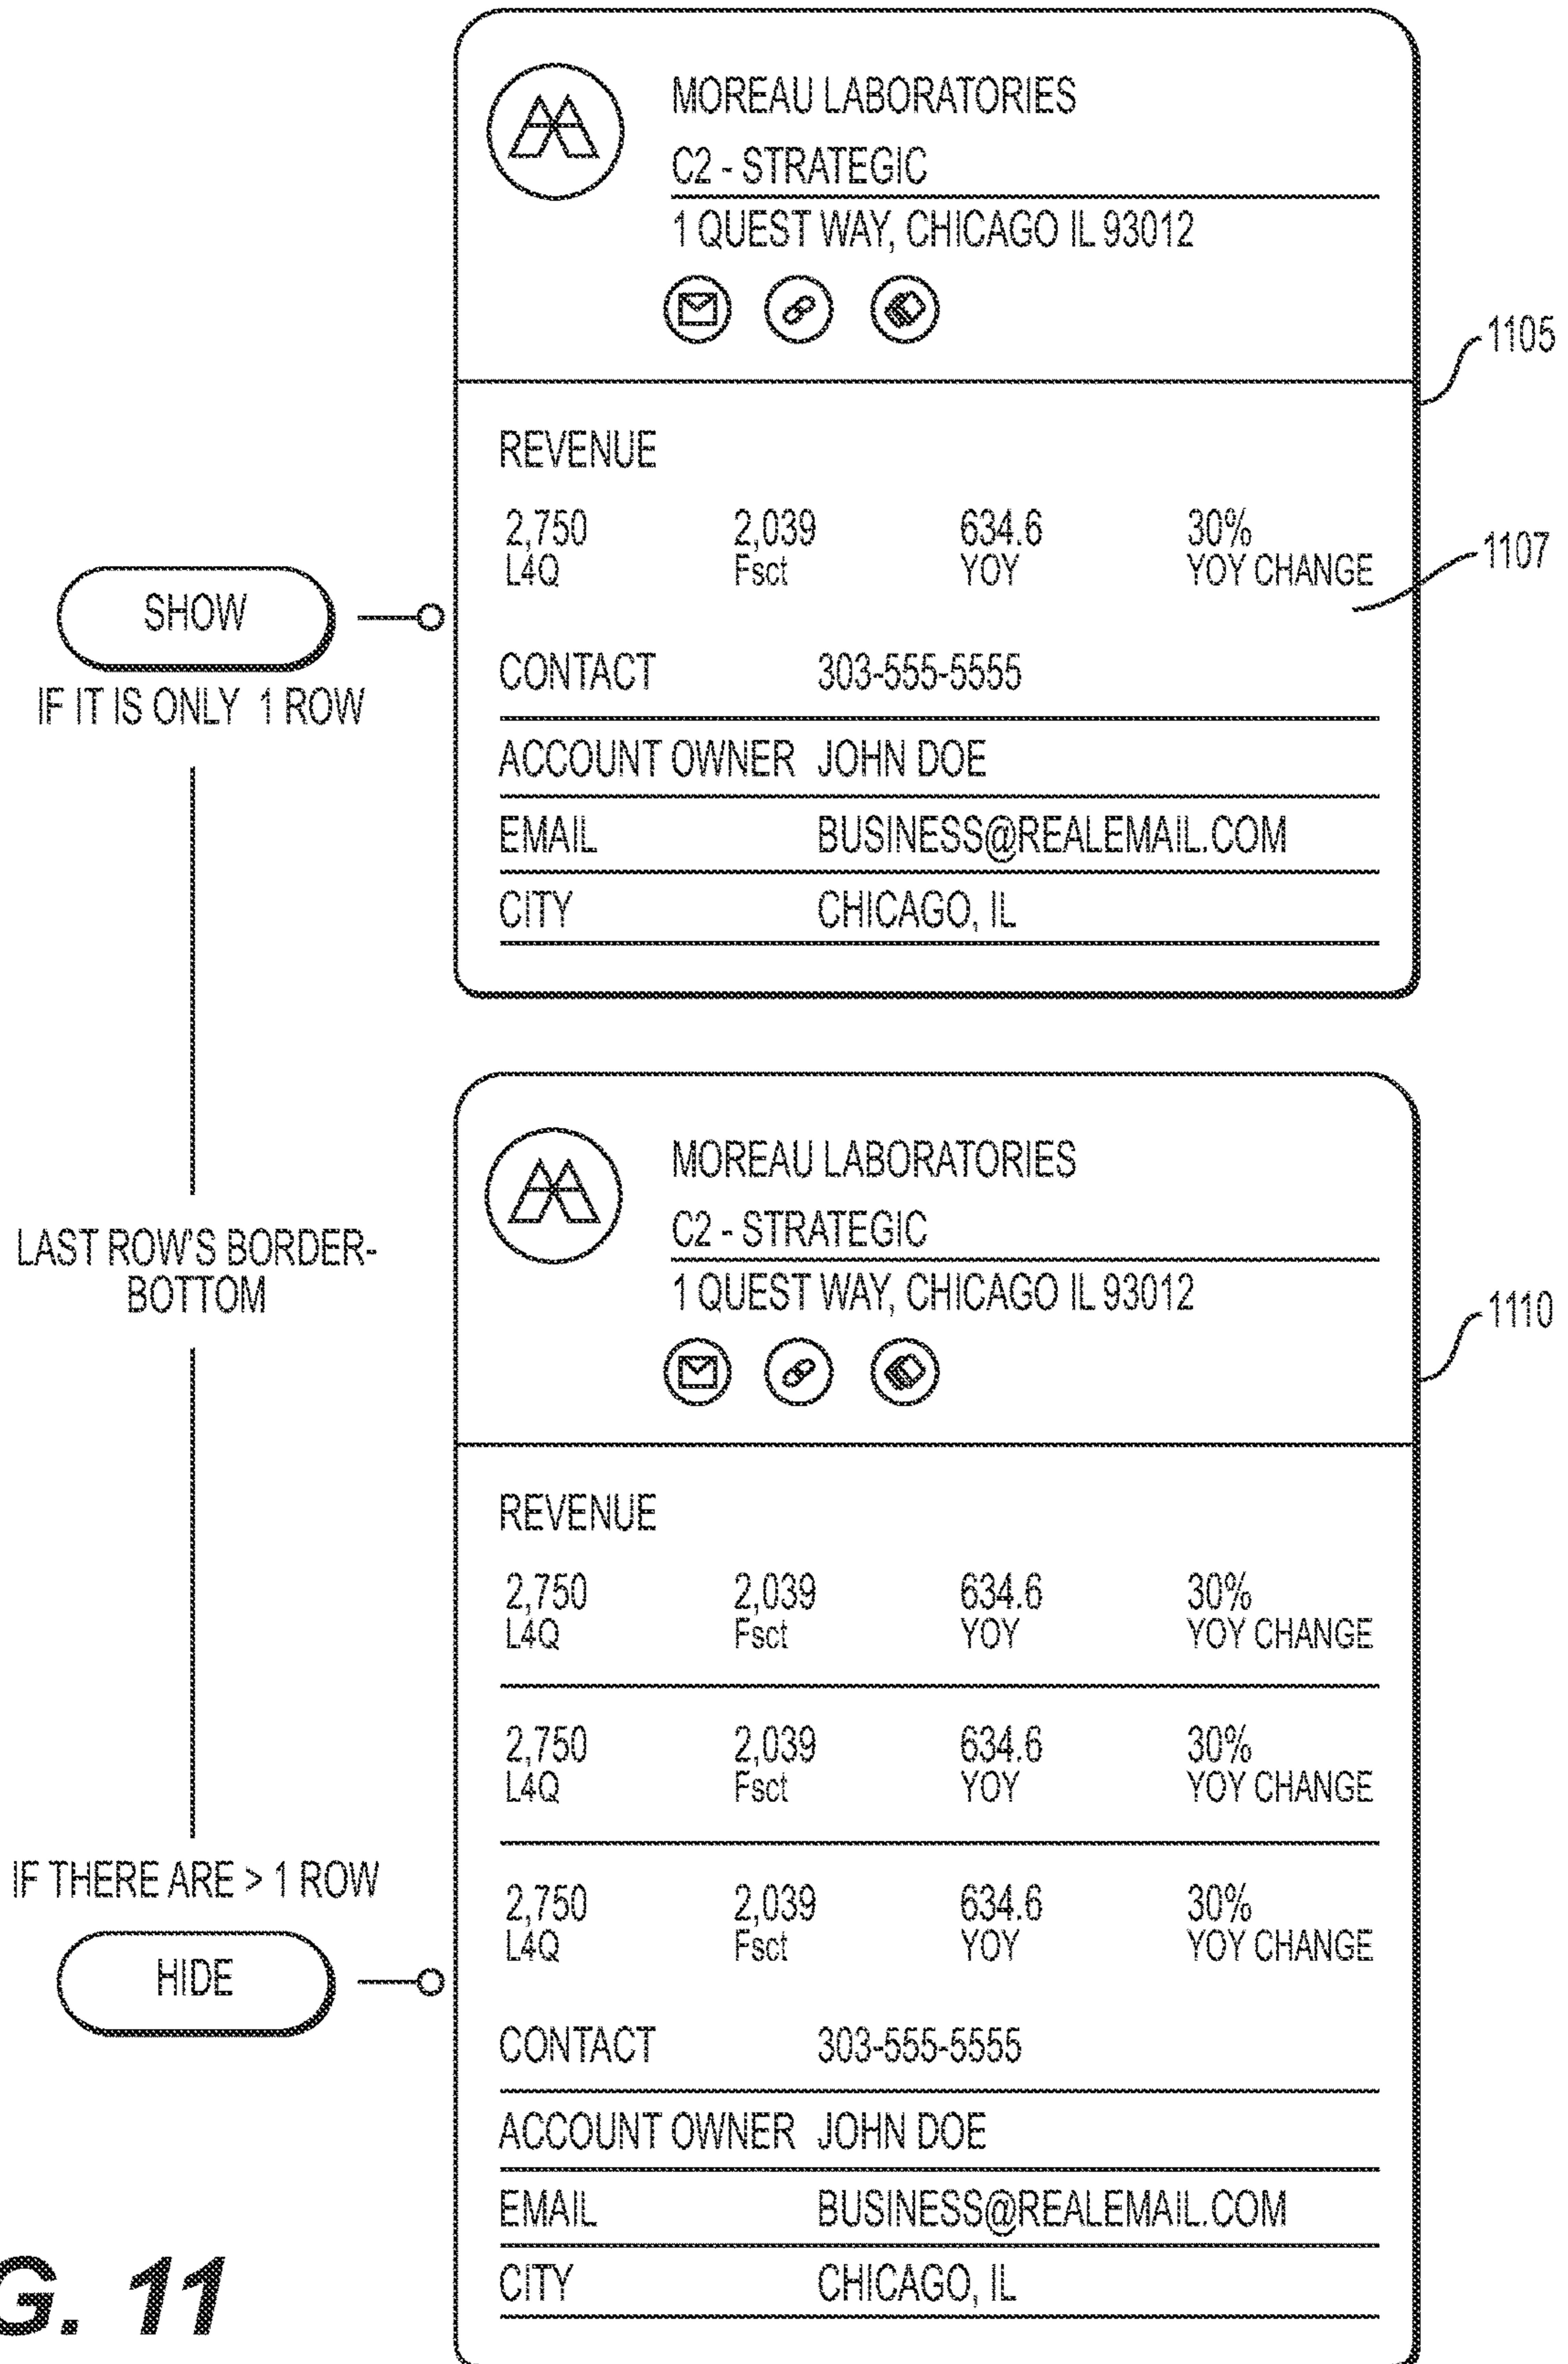 MOREAU LABORATORIES
C2 - STRATEGIC
1 QUEST WAY, CHICAGO IL 93012
1105
REVENUE
2,750 2,039 634.6 30%
L4Q Fsct YOY YOY CHANGE
1107
SHOW
IF IT IS ONLY 1 ROW
CONTACT 303-555-5555
ACCOUNT OWNER JOHN DOE
EMAIL BUSINESS@REALEMAIL.COM
CITY CHICAGO, IL
LAST ROW'S BORDER-
BOTTOM
MOREAU LABORATORIES
C2 - STRATEGIC
1 QUEST WAY, CHICAGO IL 93012
1110
REVENUE
2,750 2,039 634.6 30%
L4Q Fsct YOY YOY CHANGE
2,750 2,039 634.6 30%
L4Q Fsct YOY YOY CHANGE
IF THERE ARE > 1 ROW
HIDE
2,750 2,039 634.6 30%
L4Q Fsct YOY YOY CHANGE
CONTACT 303-555-5555
ACCOUNT OWNER JOHN DOE
EMAIL BUSINESS@REALEMAIL.COM
CITY CHICAGO, IL
G. 11